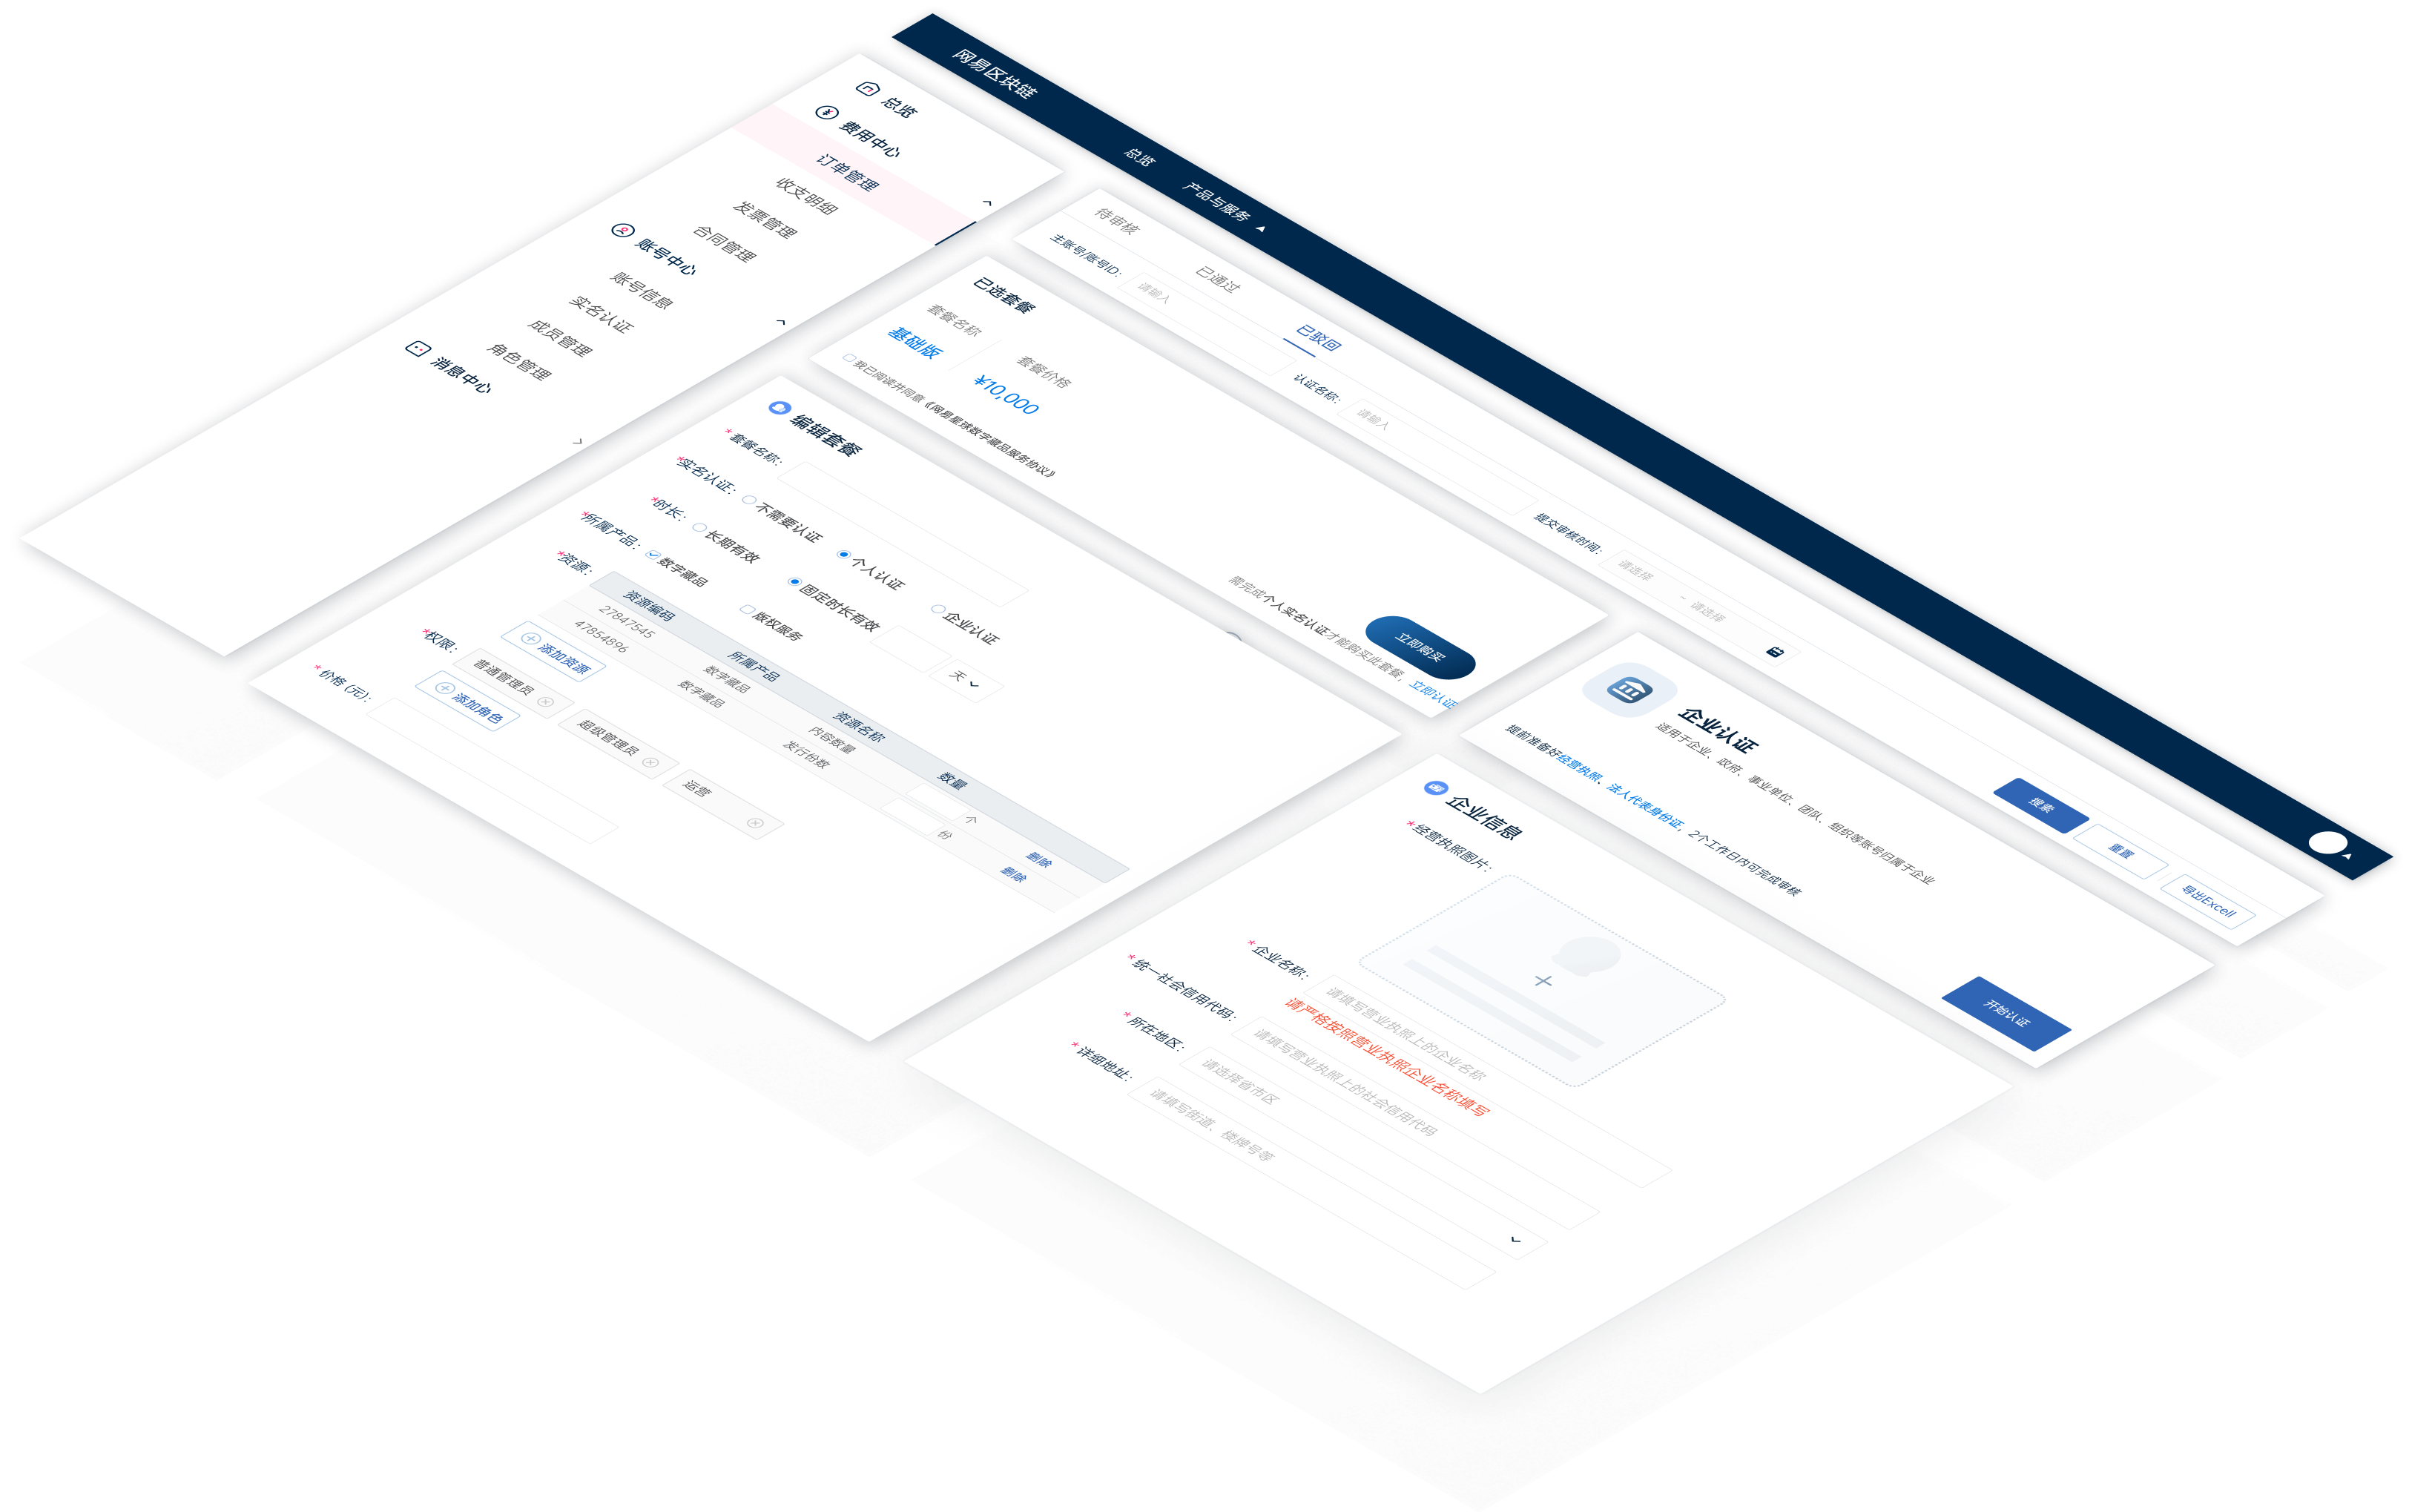 网易区块链
总览
产品与服务
总览
费用中心
订单管理
收支明细
发票管理
合同管理
账号中心
账号信息
实名认证
成员管理
角色管理
消息中心
待审核 已通过 已驳回
主账号/账号ID: 请输入 认证名称: 请输入 提交审核时间: 请选择 - 请选择
搜索 重置 导出Excell
已选套餐
套餐名称 套餐价格
基础版 ¥10,000
我已阅读并同意《网易星球数字藏品服务协议》
立即购买
需完成个人实名认证才能购买此套餐，立即认证
编辑套餐
*套餐名称:
*实名认证: 不需要认证 个人认证 企业认证
*时长: 长期有效 固定时长有效 天
*所属产品: 数字藏品 版权服务
*资源: 资源编码 所属产品 资源名称 数量
27847545 数字藏品 内容数量 个 删除
47854896 数字藏品 发行份数 份 删除
添加资源
*权限: 普通管理员 超级管理员 运营
添加角色
*价格 (元):
企业认证
适用于企业、政府、事业单位、团队、组织等账号归属于企业
提前准备好经营执照、法人代表身份证，2个工作日内可完成审核
开始认证
企业信息
*经营执照图片:
*企业名称: 请填写营业执照上的企业名称
请严格按照营业执照企业名称填写
*统一社会信用代码: 请填写营业执照上的社会信用代码
*所在地区: 请选择省市区
*详细地址: 请填写街道、楼牌号等